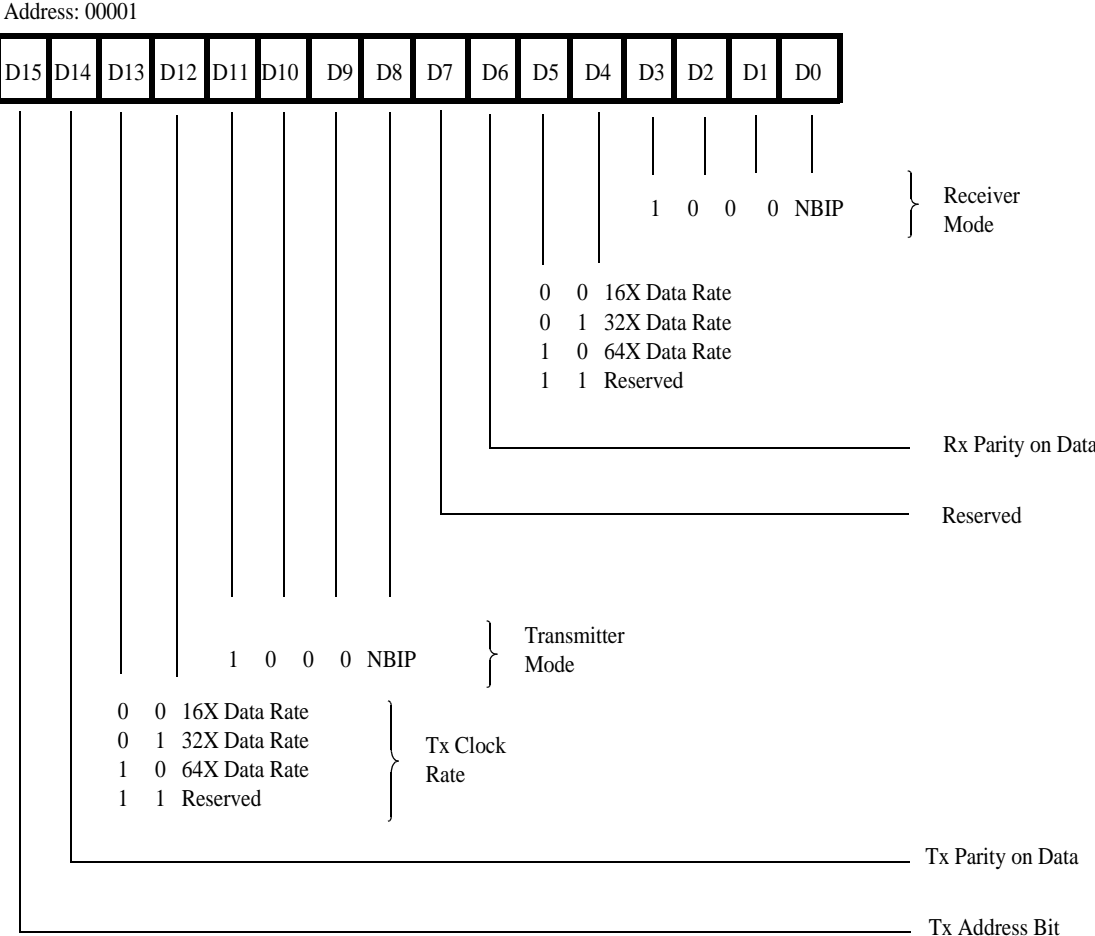 Address: 00001
D15 D14 D13 D12 D11 D10 D9 D8 D7 D6 D5 D4 D3 D2 D1 D0
1 0 0 0 NBIP
Receiver
Mode
0 0 16X Data Rate
0 1 32X Data Rate
1 0 64X Data Rate
1 1 Reserved
Rx Parity on Data
Reserved
1 0 0 0 NBIP
Transmitter
Mode
0 0 16X Data Rate
0 1 32X Data Rate
1 0 64X Data Rate
1 1 Reserved
Tx Clock
Rate
Tx Parity on Data
Tx Address Bit